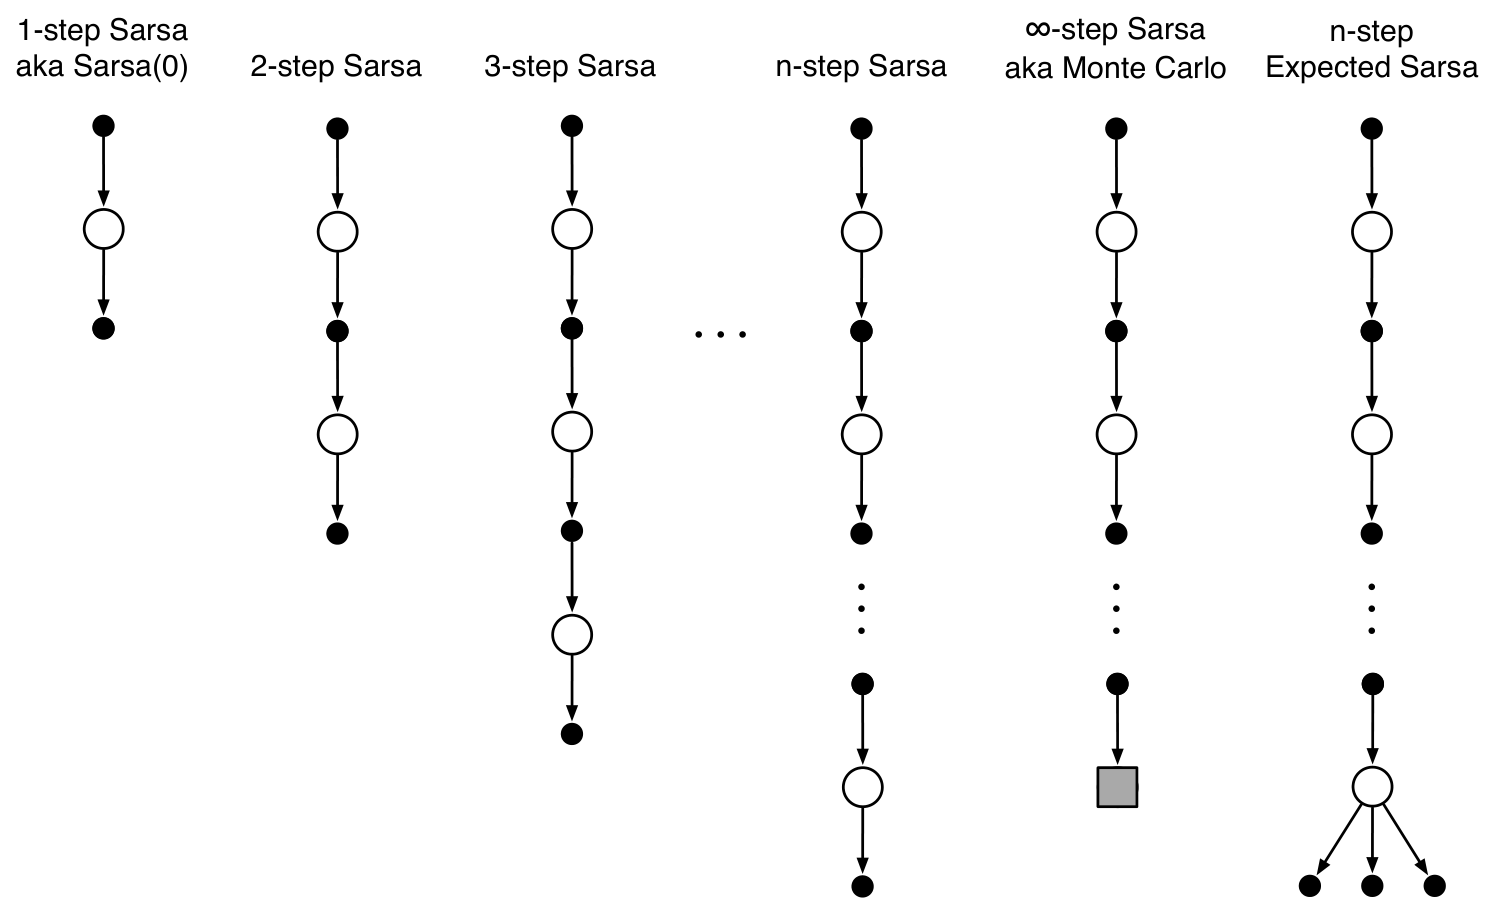 1-step Sarsa
aka Sarsa(0)
2-step Sarsa
3-step Sarsa
n-step Sarsa
∞-step Sarsa
aka Monte Carlo
n-step
Expected Sarsa